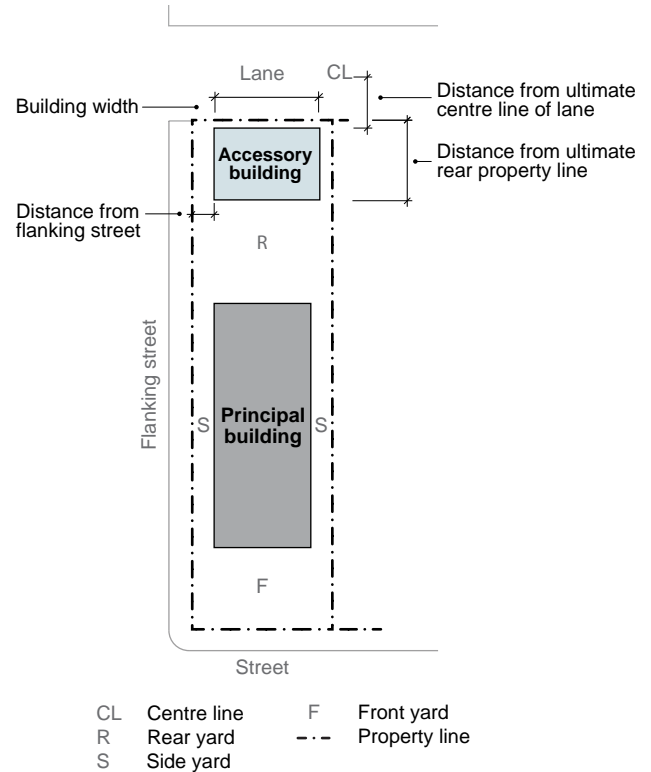 Lane
CL
Distance from ultimate
centre line of lane
Building width
Accessory
building
Distance from ultimate
rear property line
Distance from
flanking street
R
Flanking street
S
Principal
building
S
F
Street
CL Centre line
R Rear yard
S Side yard
F Front yard
Property line